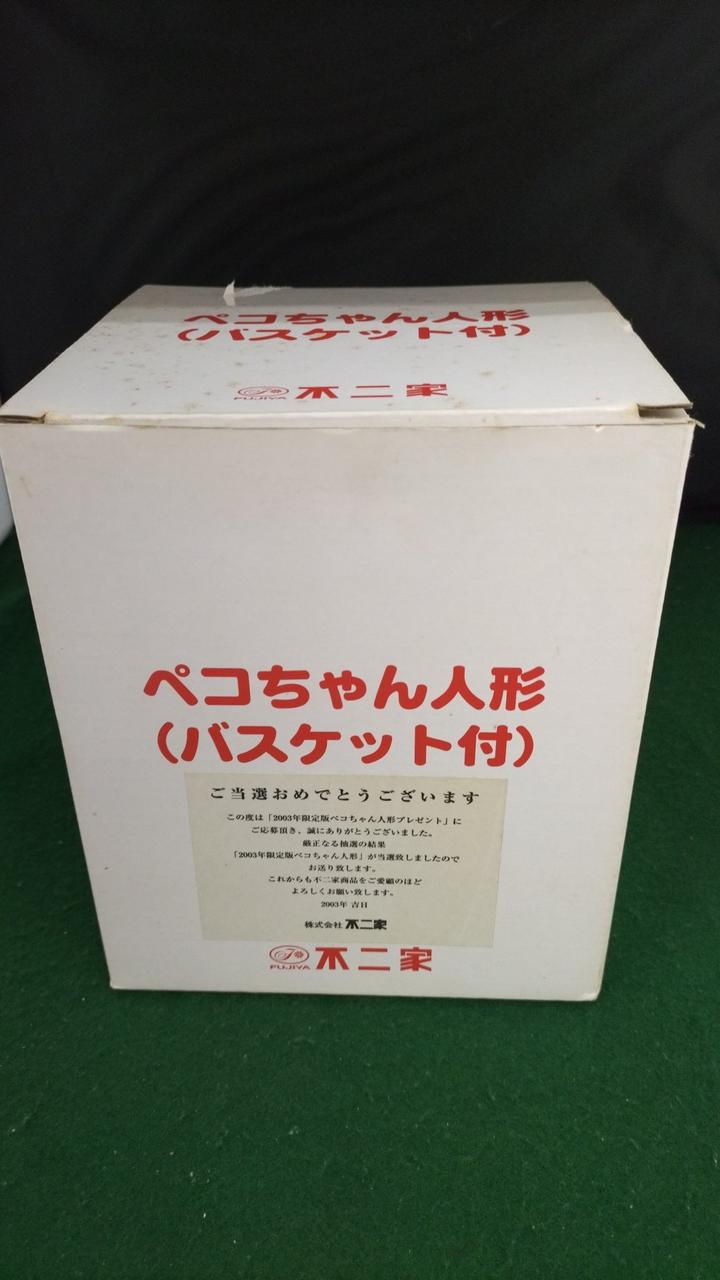 ペコちゃん人形
(バスケット付)
FUJIYA 不二家
ペコちゃん人形
(バスケット付)
ご当選おめでとうございます
この度は「2003年限定版ペコちゃん人形プレゼント」に
ご応募頂き、誠にありがとうございました。
厳正なる抽選の結果
「2003年限定版ペコちゃん人形」が当選致しましたので
お送り致します。
これからも不二家商品をご愛顧のほど
よろしくお願い致します。
2003年 吉日
株式会社 不二家
FUJIYA 不二家